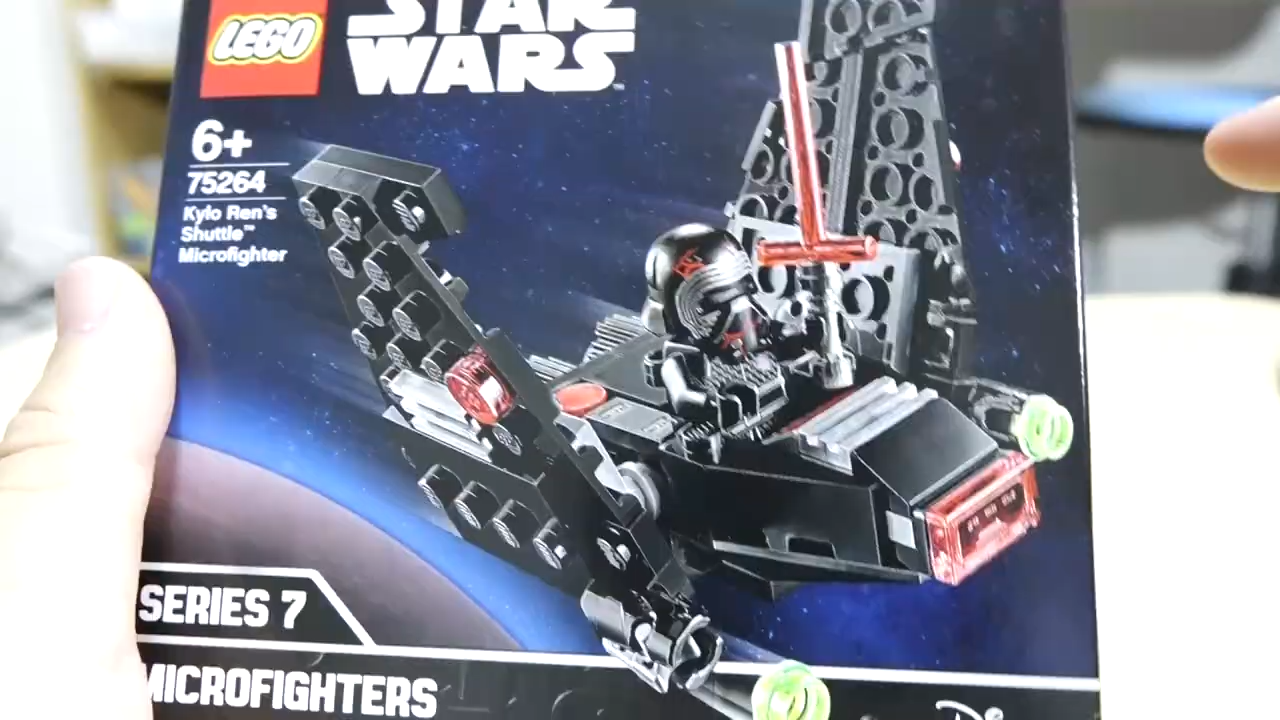 LEGO
STAR
WARS
6+
75264
Kylo Ren's
Shuttle™
Microfighter
SERIES 7
MICROFIGHTERS